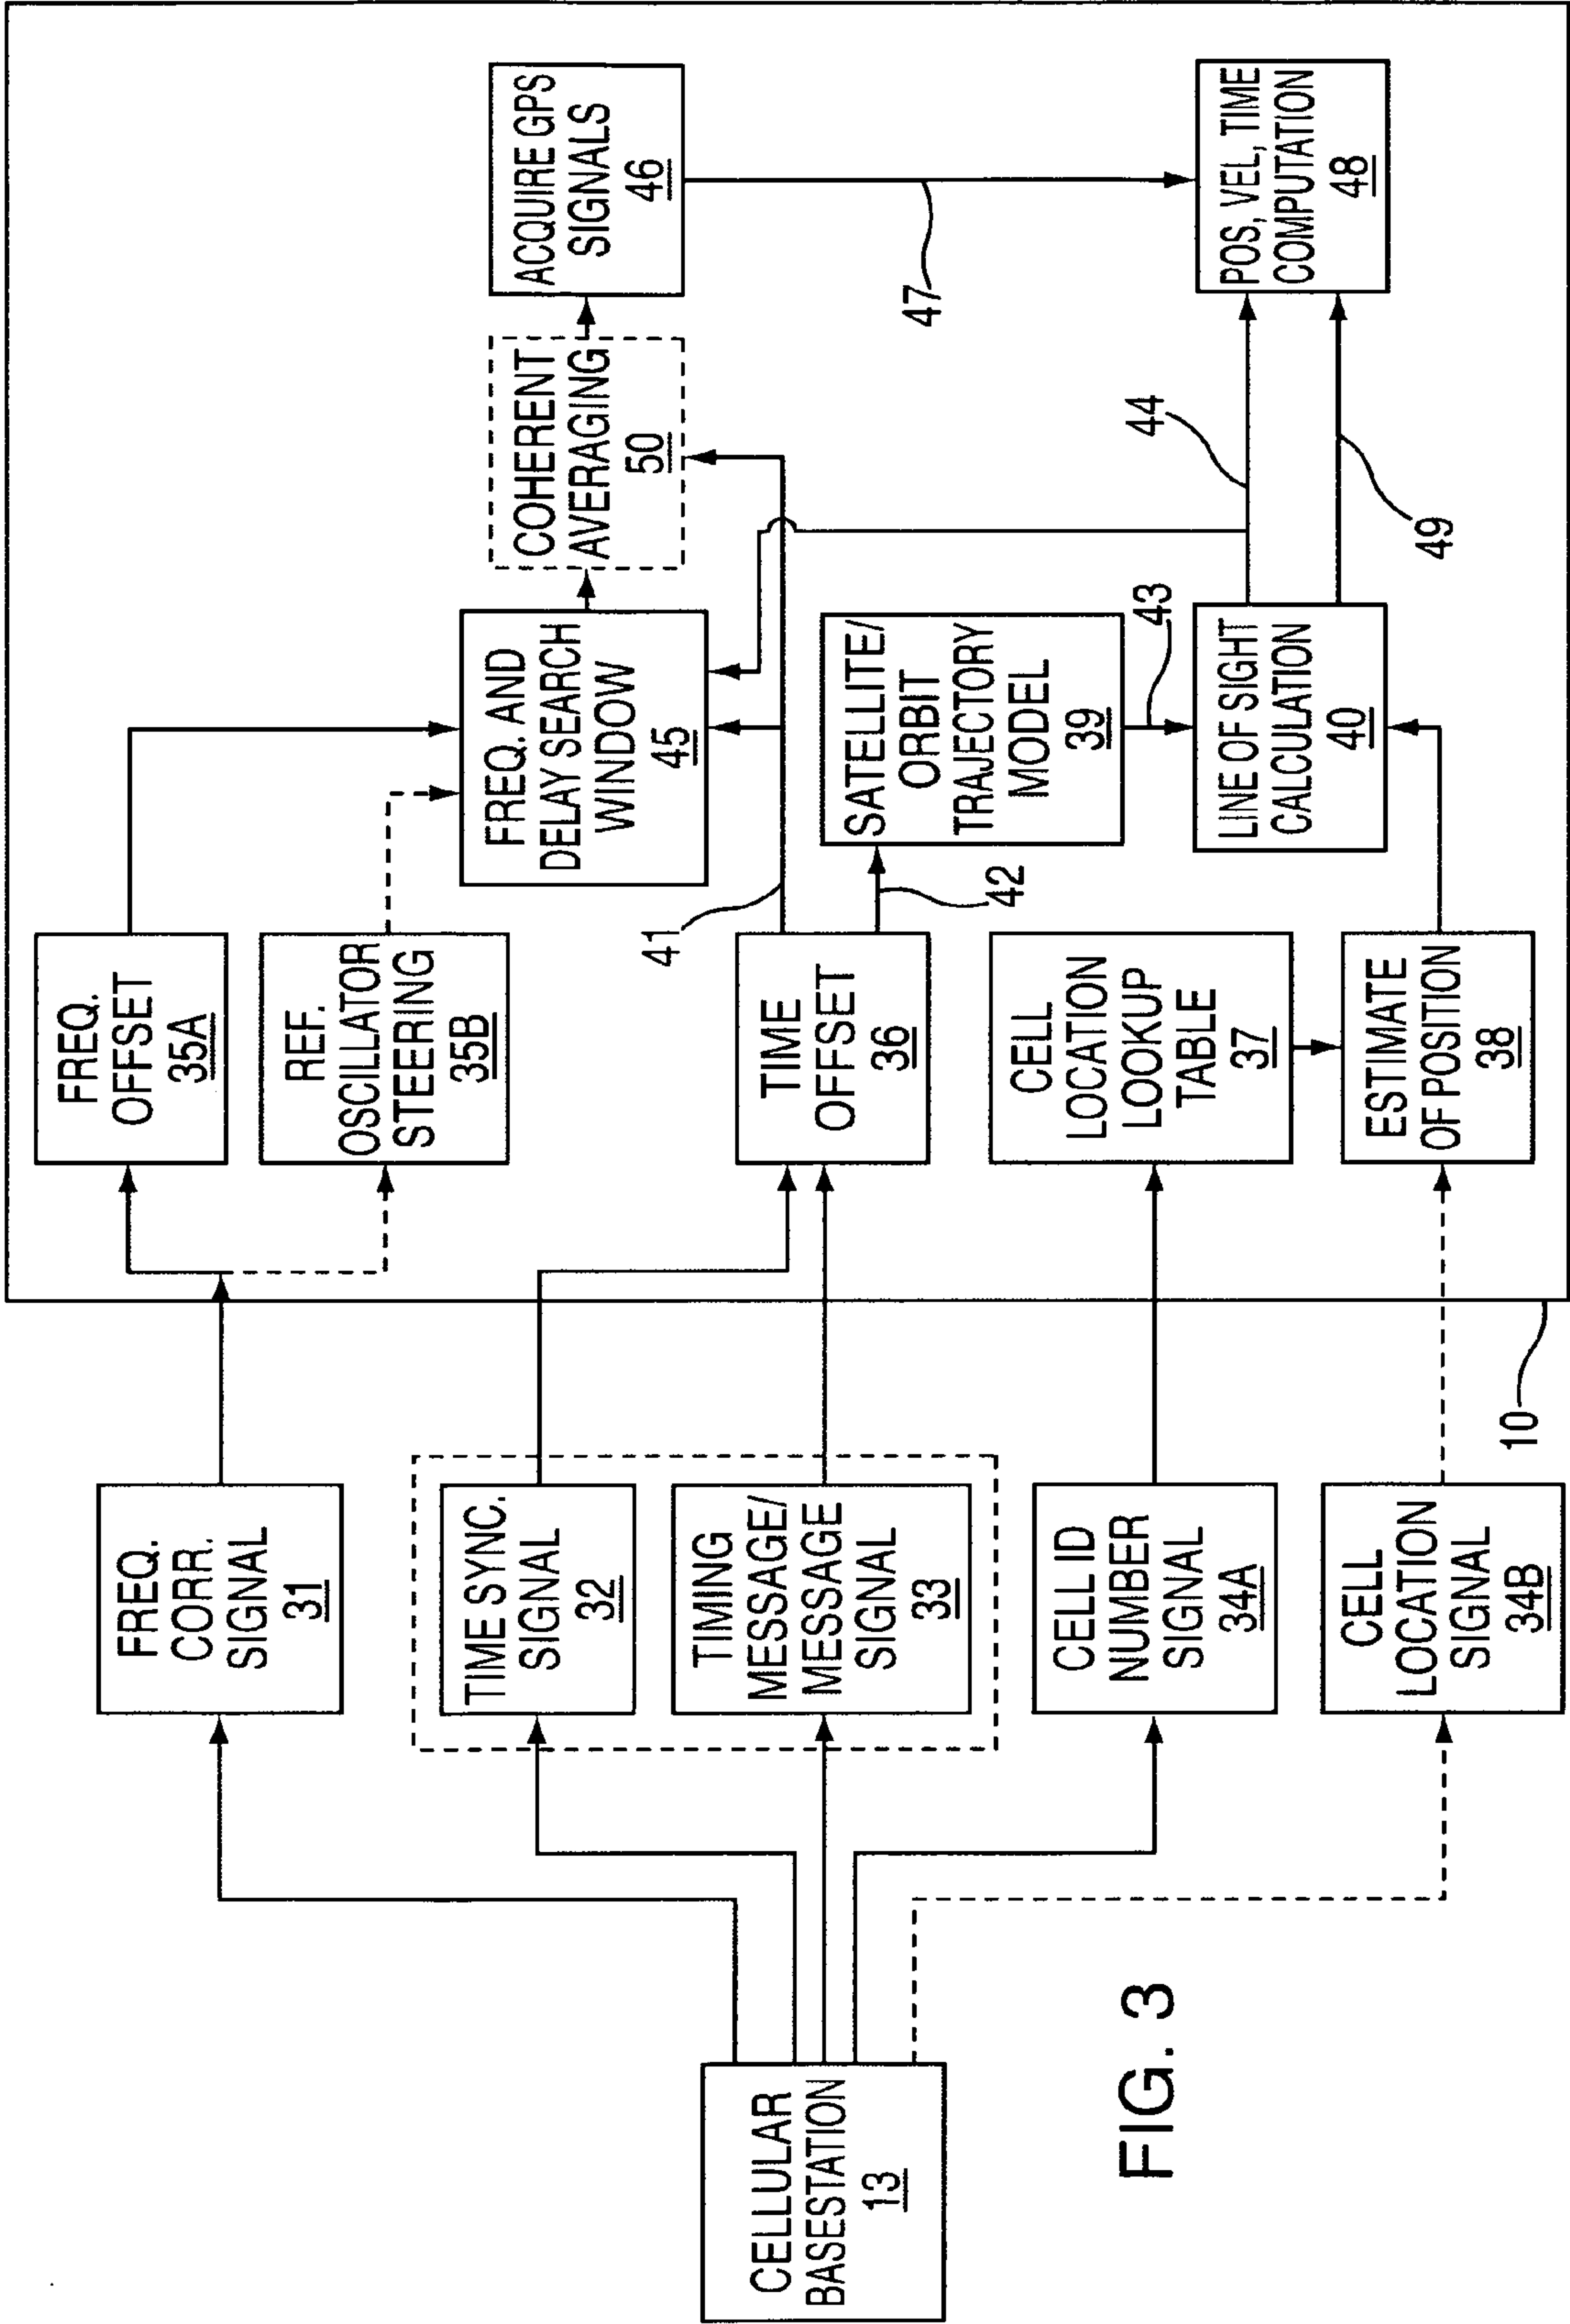 CELLULAR
BASESTATION
13
FREQ.
CORR.
SIGNAL
31
TIME SYNC.
SIGNAL
32
TIMING
MESSAGE/
MESSAGE
SIGNAL
33
CELL ID
NUMBER
SIGNAL
34A
CELL
LOCATION
SIGNAL
34B
10
FREQ.
OFFSET
35A
REF.
OSCILLATOR
STEERING
35B
TIME
OFFSET
36
CELL
LOCATION
LOOKUP
TABLE
37
ESTIMATE
OF POSITION
38
41
42
FREQ. AND
DELAY SEARCH
WINDOW
45
SATELLITE/
ORBIT
TRAJECTORY
MODEL
39
43
LINE OF SIGHT
CALCULATION
40
COHERENT
AVERAGING
50
44
49
ACQUIRE GPS
SIGNALS
46
47
POS, VEL, TIME
COMPUTATION
48
FIG. 3